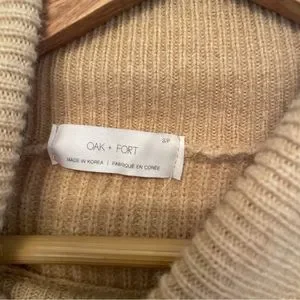 S/P
OAK + FORT
MADE IN KOREA | FABRIQUÉ EN CORÉE